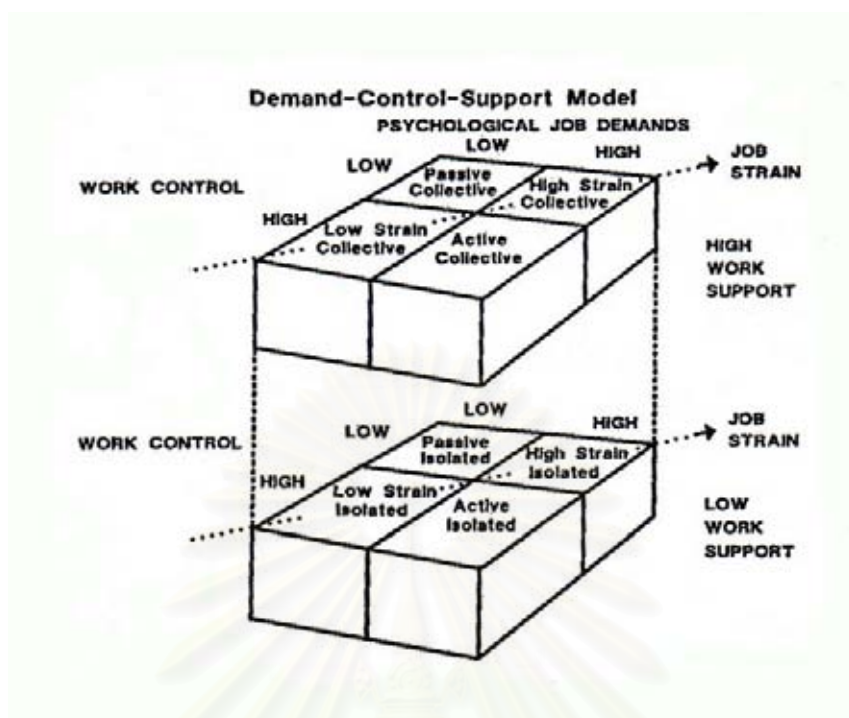 Demand-Control-Support Model
PSYCHOLOGICAL JOB DEMANDS
LOW
HIGH
LOW
JOB
STRAIN
WORK CONTROL
HIGH
Passive
Collective
High Strain
Collective
Low Strain
Collective
Active
Collective
HIGH
WORK
SUPPORT
LOW
HIGH
LOW
JOB
STRAIN
WORK CONTROL
HIGH
Passive
Isolated
High Strain
Isolated
Low Strain
Isolated
Active
Isolated
LOW
WORK
SUPPORT